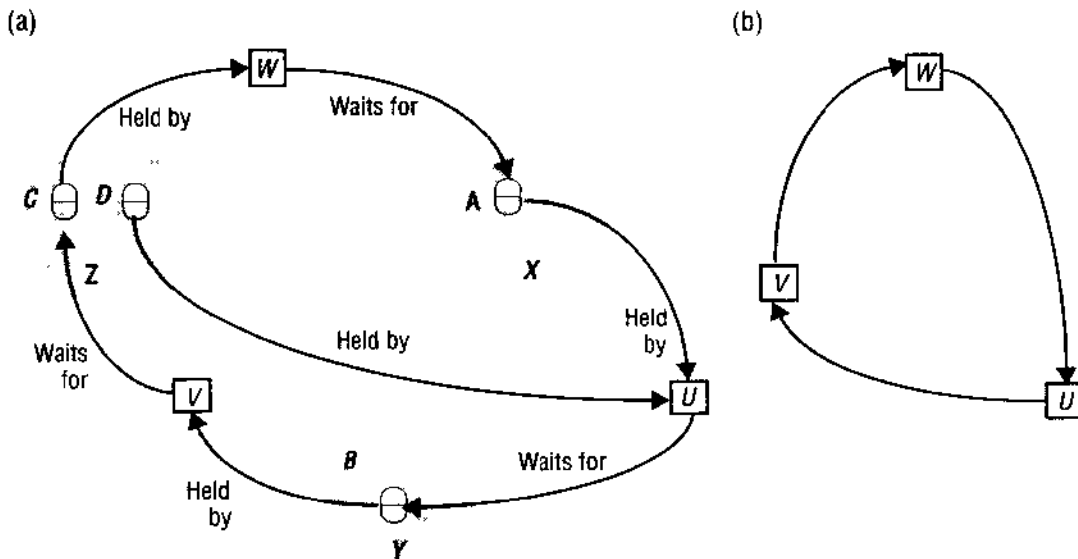 (a)
(b)
W
W
Waits for
Held by
C
D
A
X
Z
V
Held
by
Held by
Waits
for
V
U
U
B
Waits for
Held
by
Y